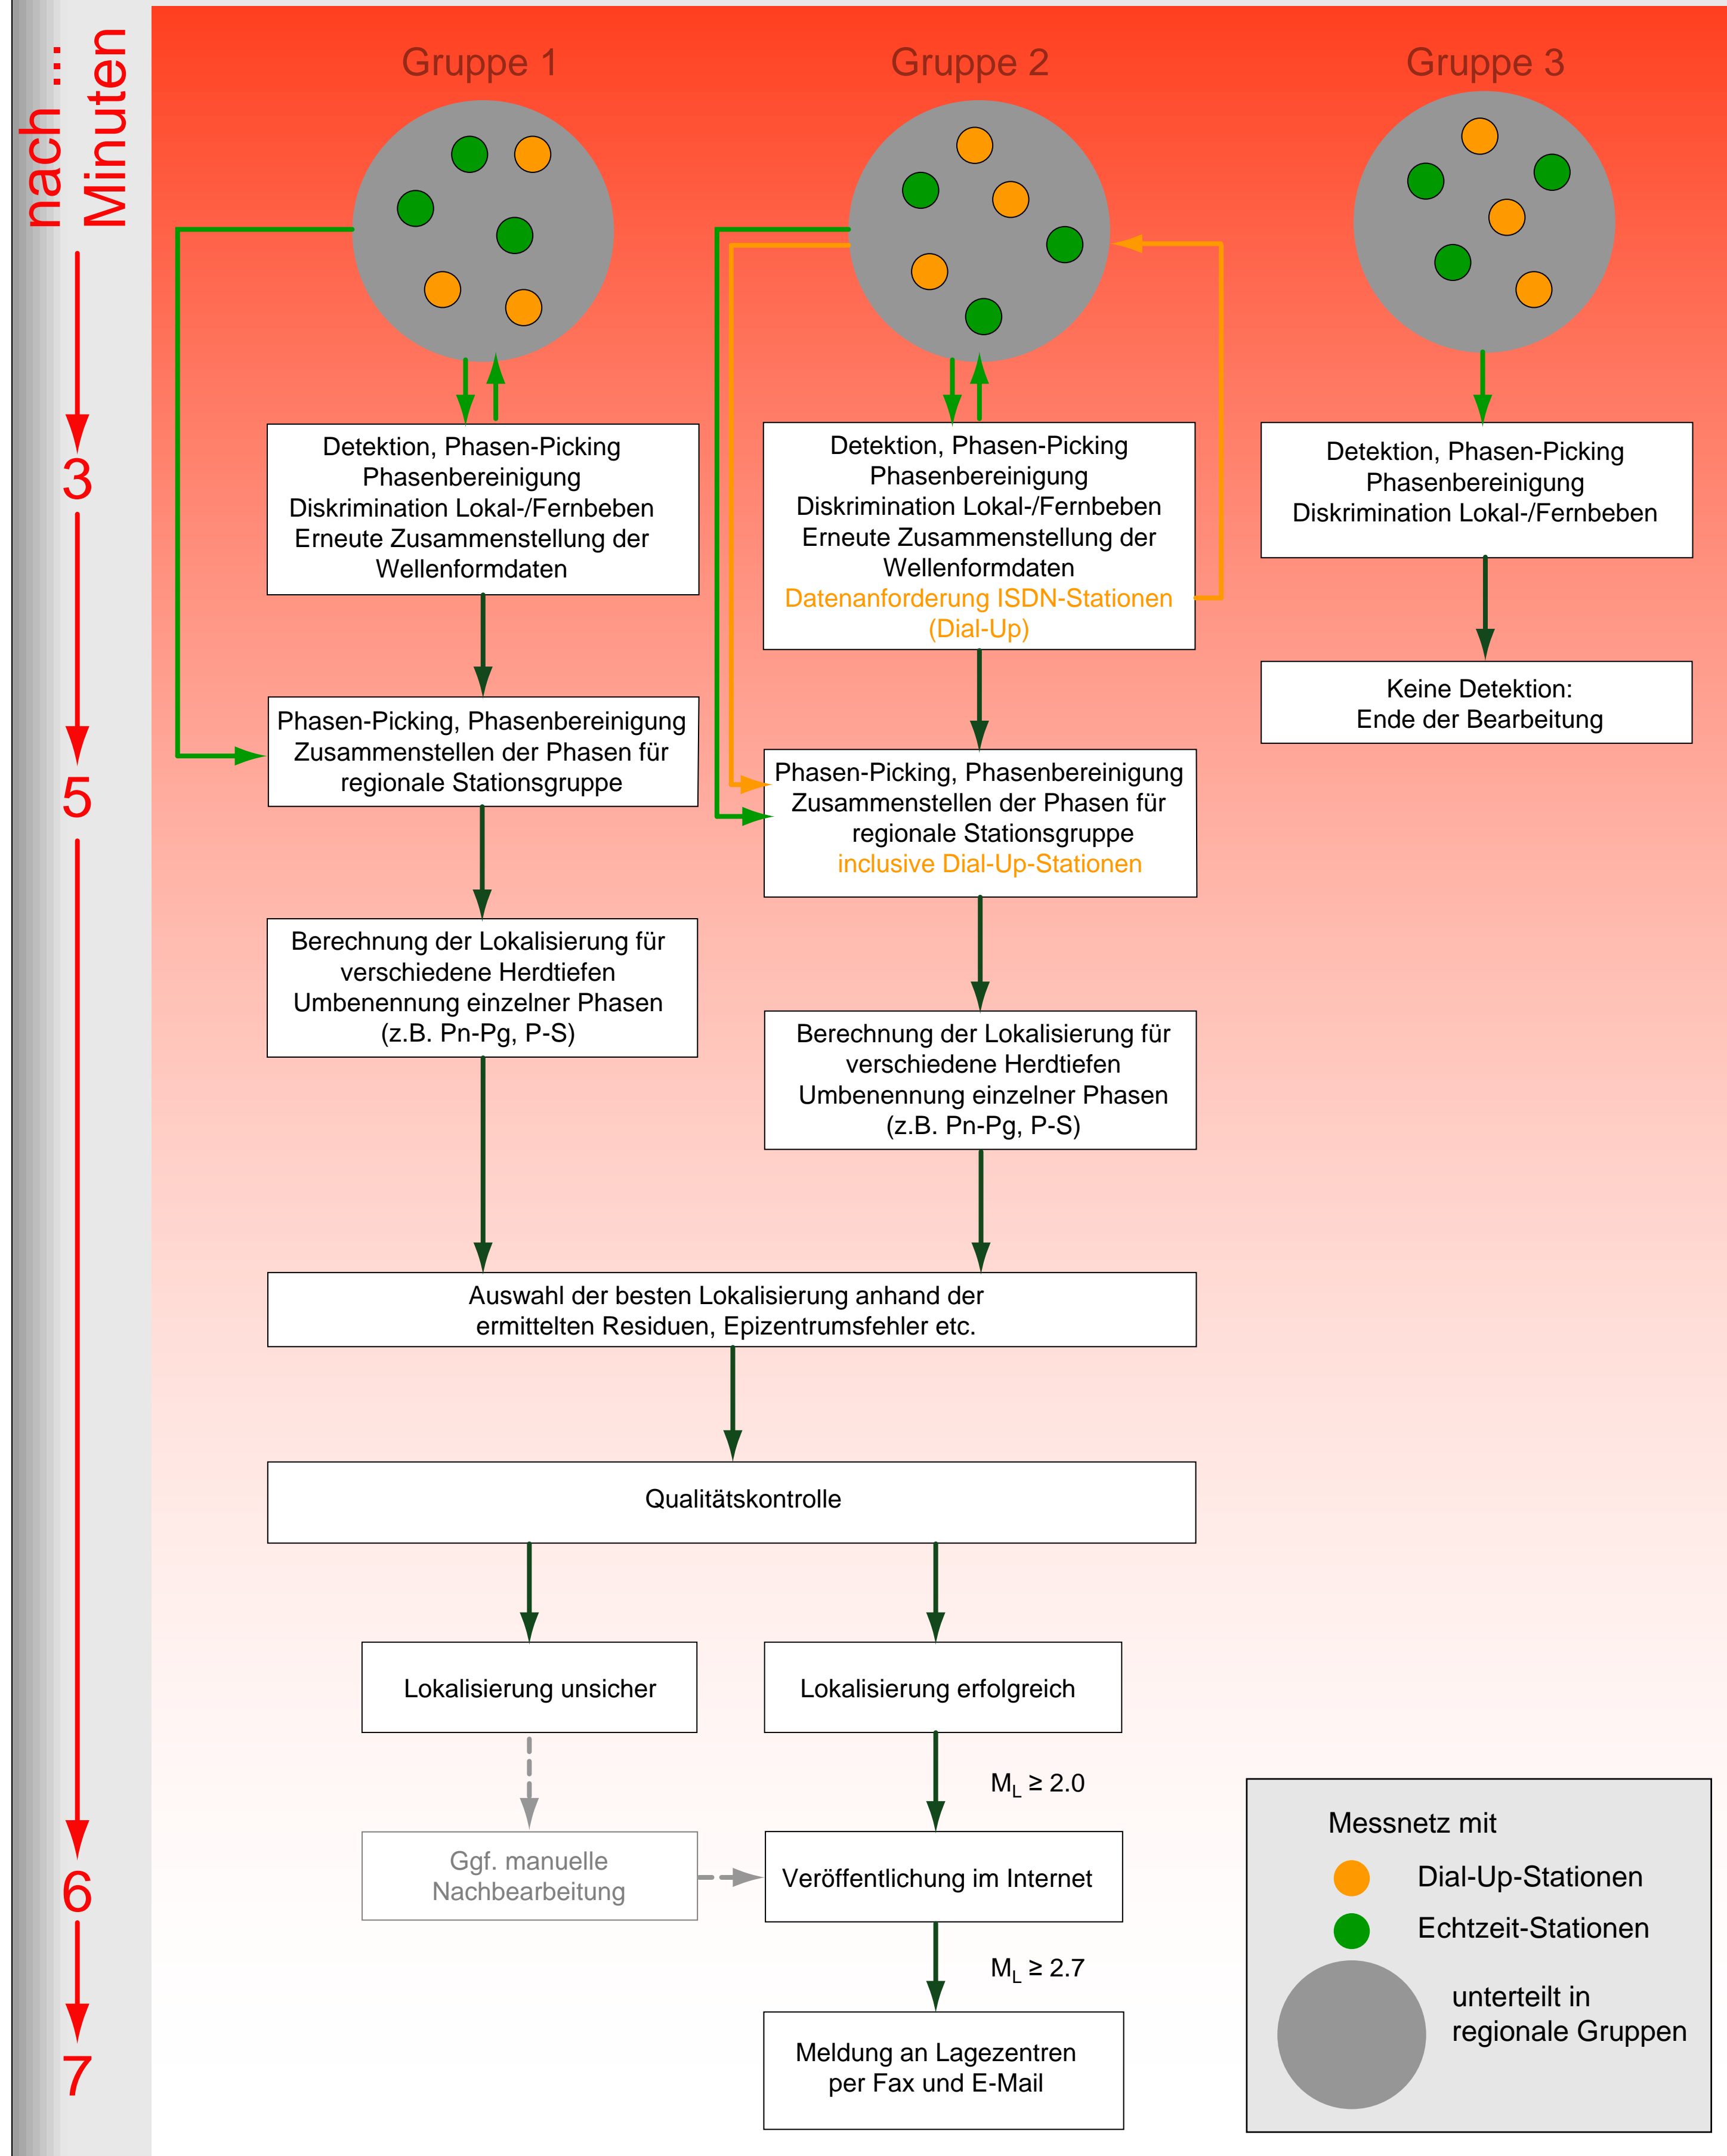 nach ...
Minuten
3
5
6
7
Gruppe 1
Gruppe 2
Gruppe 3
Detektion, Phasen-Picking
Phasenbereinigung
Diskrimination Lokal-/Fernbeben
Erneute Zusammenstellung der
Wellenformdaten
Detektion, Phasen-Picking
Phasenbereinigung
Diskrimination Lokal-/Fernbeben
Erneute Zusammenstellung der
Wellenformdaten
Datenanforderung ISDN-Stationen
(Dial-Up)
Detektion, Phasen-Picking
Phasenbereinigung
Diskrimination Lokal-/Fernbeben
Keine Detektion:
Ende der Bearbeitung
Phasen-Picking, Phasenbereinigung
Zusammenstellen der Phasen für
regionale Stationsgruppe
Phasen-Picking, Phasenbereinigung
Zusammenstellen der Phasen für
regionale Stationsgruppe
inclusive Dial-Up-Stationen
Berechnung der Lokalisierung für
verschiedene Herdtiefen
Umbenennung einzelner Phasen
(z.B. Pn-Pg, P-S)
Berechnung der Lokalisierung für
verschiedene Herdtiefen
Umbenennung einzelner Phasen
(z.B. Pn-Pg, P-S)
Auswahl der besten Lokalisierung anhand der
ermittelten Residuen, Epizentrumsfehler etc.
Qualitätskontrolle
Lokalisierung unsicher
Lokalisierung erfolgreich
M_L ≥ 2.0
Ggf. manuelle
Nachbearbeitung
Veröffentlichung im Internet
M_L ≥ 2.7
Meldung an Lagezentren
per Fax und E-Mail
Messnetz mit
Dial-Up-Stationen
Echtzeit-Stationen
unterteilt in
regionale Gruppen